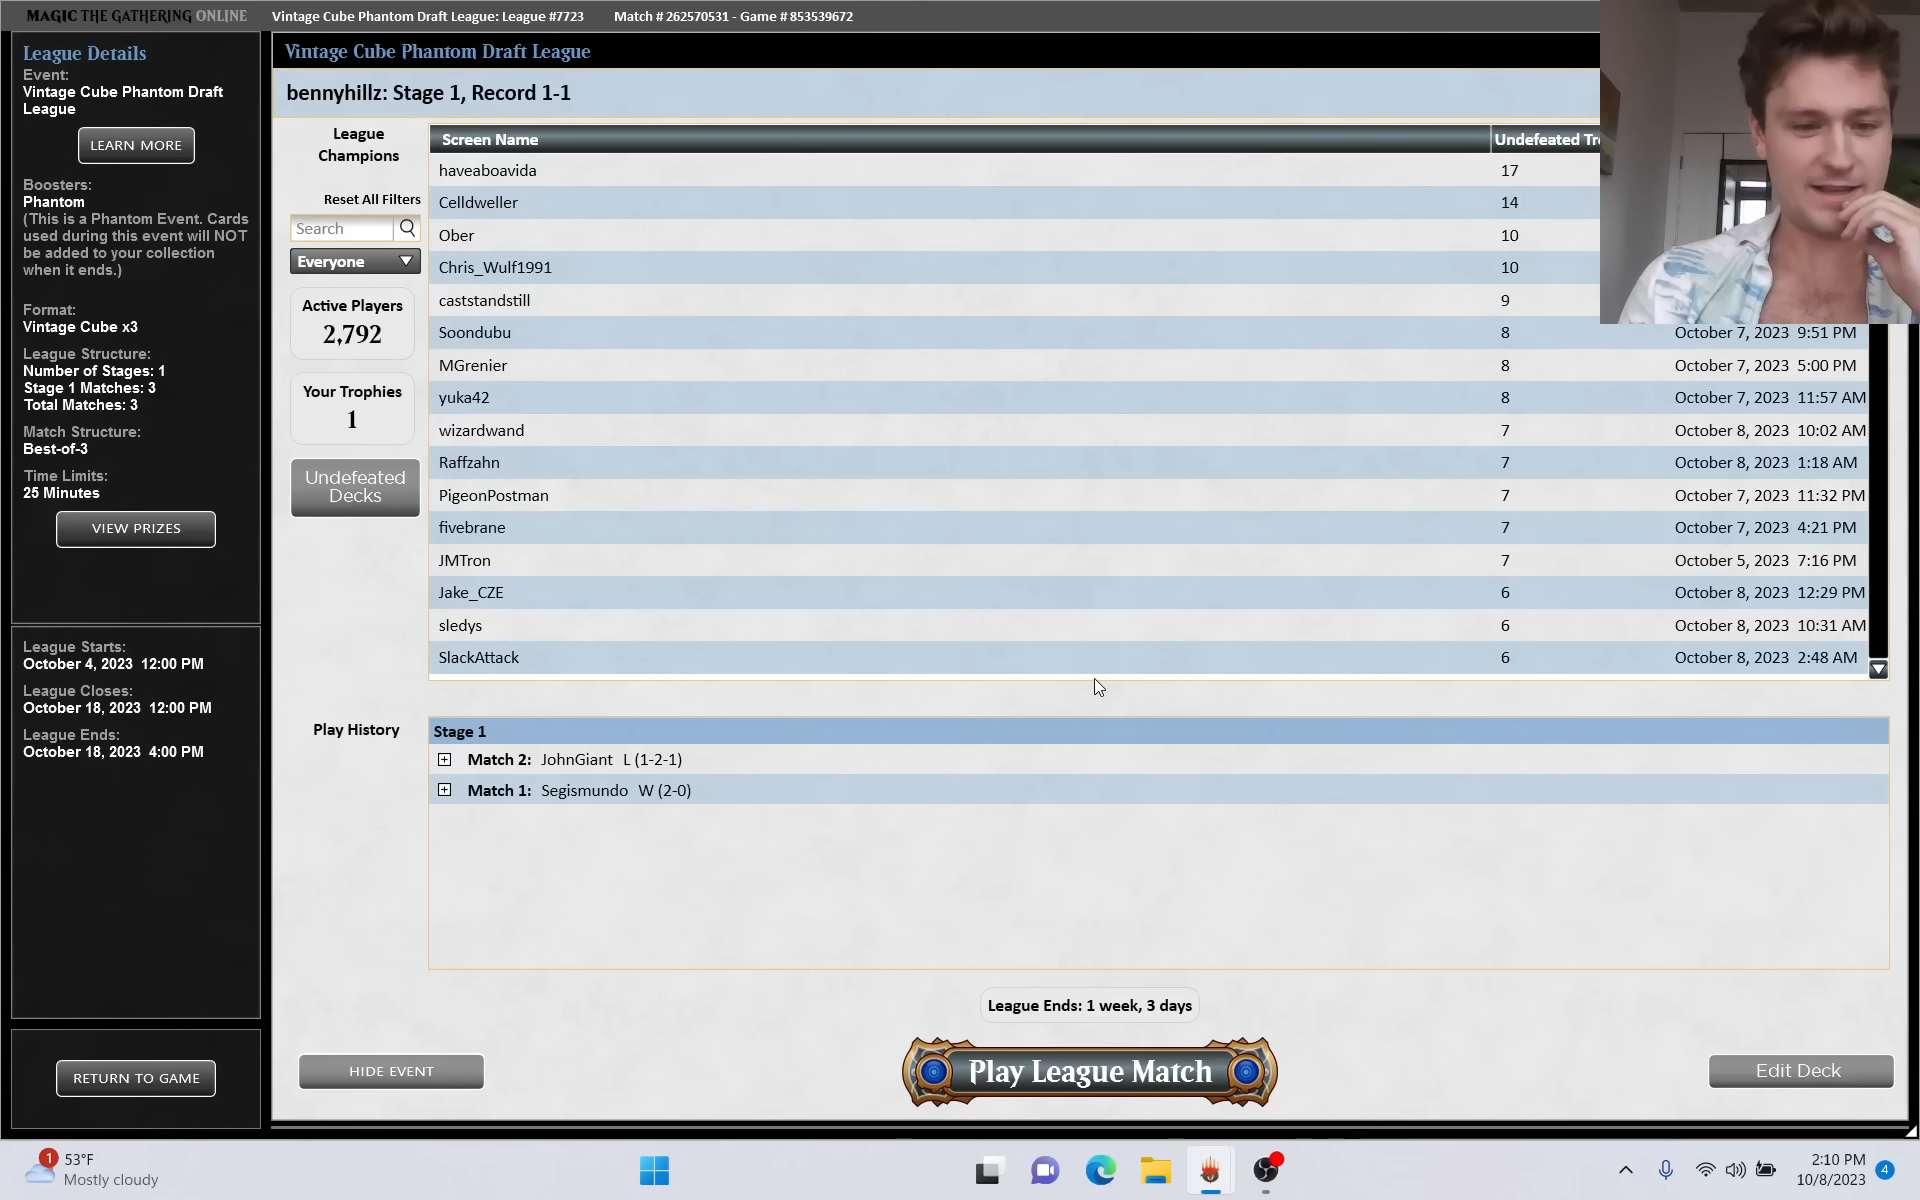 MAGIC THE GATHERING ONLINE
Vintage Cube Phantom Draft League: League #7723 Match # 262570531 - Game # 853539672
League Details
Event:
Vintage Cube Phantom Draft
League
LEARN MORE
Boosters:
Phantom
(This is a Phantom Event. Cards
used during this event will NOT
be added to your collection
when it ends.)
Format:
Vintage Cube x3
League Structure:
Number of Stages: 1
Stage 1 Matches: 3
Total Matches: 3
Match Structure:
Best-of-3
Time Limits:
25 Minutes
VIEW PRIZES
League Starts:
October 4, 2023 12:00 PM
League Closes:
October 18, 2023 12:00 PM
League Ends:
October 18, 2023 4:00 PM
RETURN TO GAME
Vintage Cube Phantom Draft League
bennyhillz: Stage 1, Record 1-1
League
Champions
Reset All Filters
Search
Everyone
Active Players
2,792
Your Trophies
1
Undefeated
Decks
Screen Name Undefeated
haveaboavida 17
Celldweller 14
Ober 10
Chris_Wulf1991 10
caststandstill 9
Soondubu 8 October 7, 2023 9:51 PM
MGrenier 8 October 7, 2023 5:00 PM
yuka42 8 October 7, 2023 11:57 AM
wizardwand 7 October 8, 2023 10:02 AM
Raffzahn 7 October 8, 2023 1:18 AM
PigeonPostman 7 October 7, 2023 11:32 PM
fivebrane 7 October 7, 2023 4:21 PM
JMTron 7 October 5, 2023 7:16 PM
Jake_CZE 6 October 8, 2023 12:29 PM
sledys 6 October 8, 2023 10:31 AM
SlackAttack 6 October 8, 2023 2:48 AM
Play History
Stage 1
Match 2: JohnGiant L (1-2-1)
Match 1: Segismundo W (2-0)
League Ends: 1 week, 3 days
HIDE EVENT
Play League Match
Edit Deck
1
53°F
Mostly cloudy
2:10 PM
10/8/2023
4